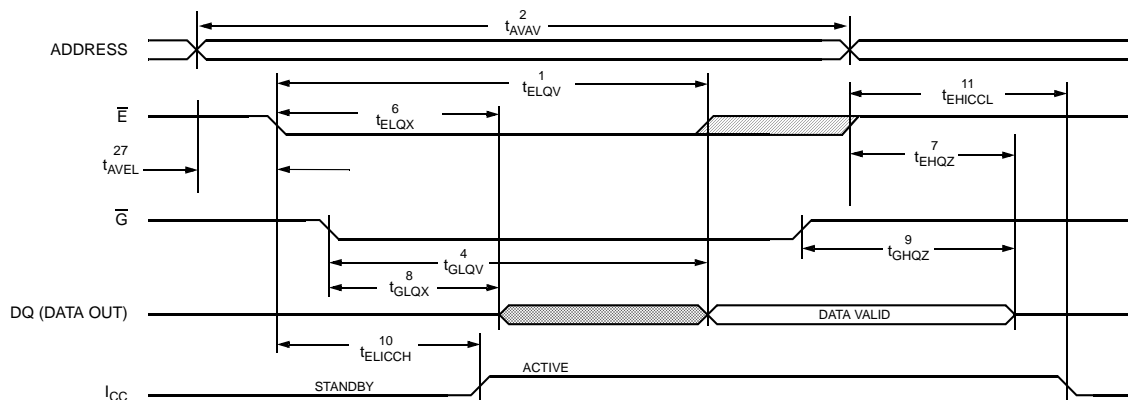 2
tAVAV
ADDRESS
1
tELQV
11
tEHICCL
6
tELQX
E
27
tAVEL
7
tEHQZ
G
4
tGLQV
9
tGHQZ
8
tGLQX
DQ (DATA OUT)
DATA VALID
10
tELICCH
ACTIVE
STANDBY
ICC